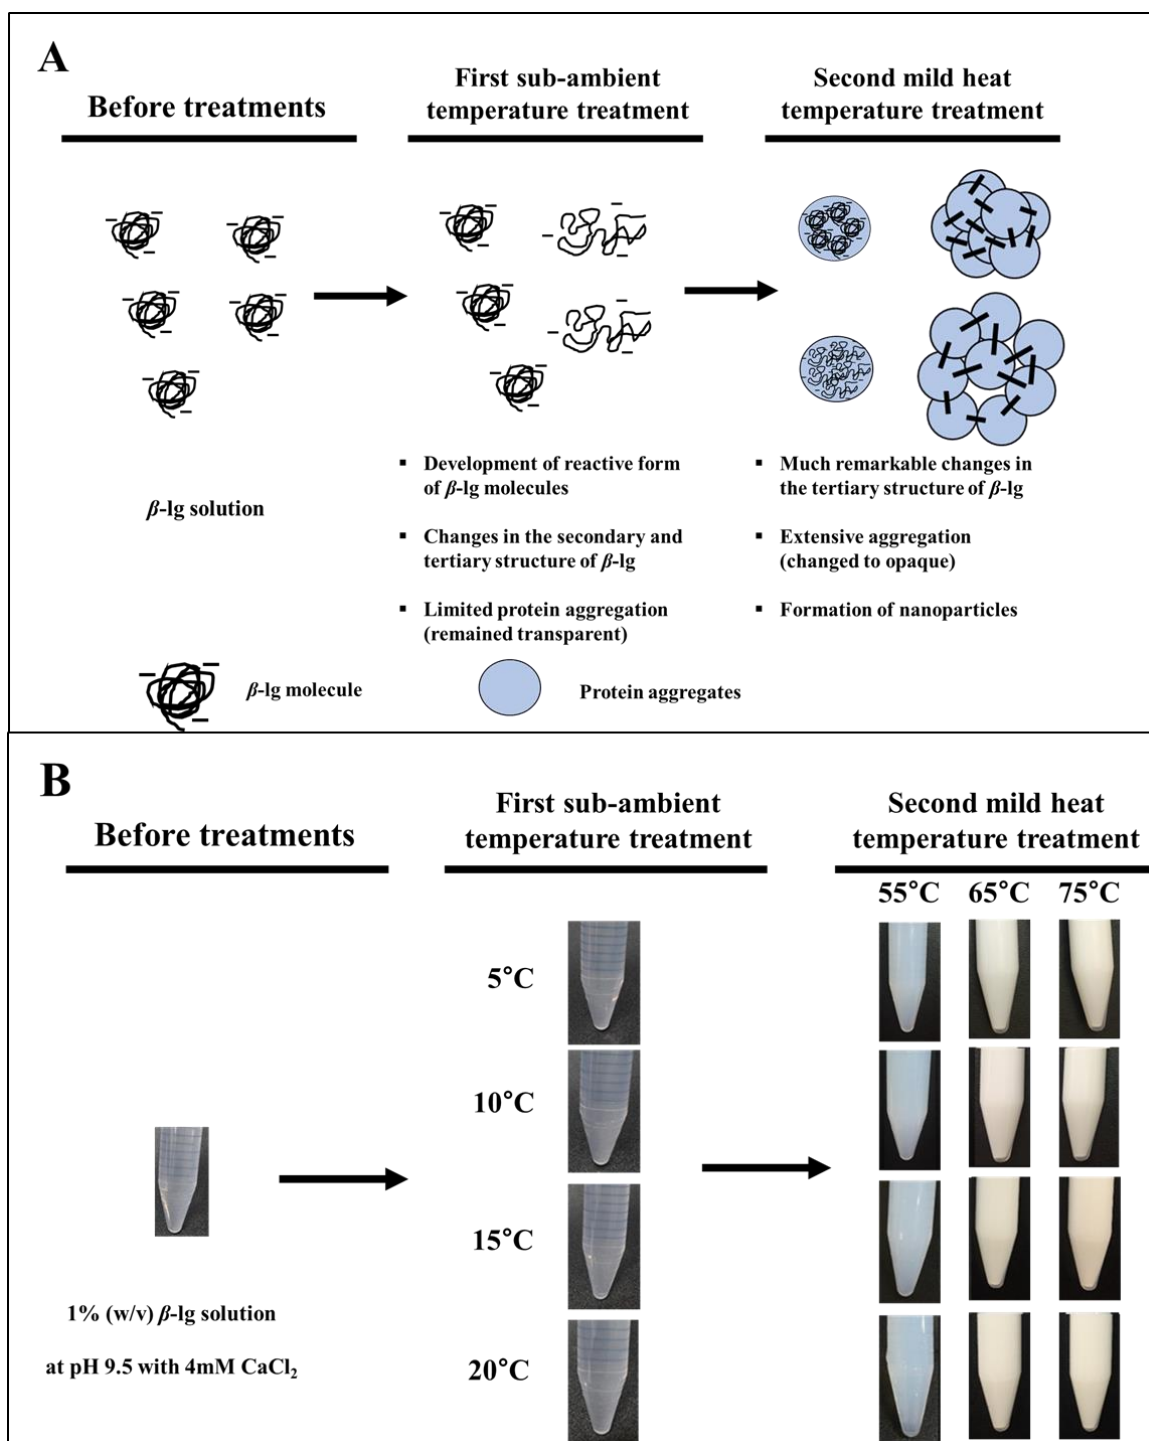 A
Before treatments
First sub-ambient
temperature treatment
Second mild heat
temperature treatment
β-lg solution
▪ Development of reactive form
of β-lg molecules
▪ Changes in the secondary and
tertiary structure of β-lg
▪ Limited protein aggregation
(remained transparent)
▪ Much remarkable changes in
the tertiary structure of β-lg
▪ Extensive aggregation
(changed to opaque)
▪ Formation of nanoparticles
β-lg molecule
Protein aggregates
B
Before treatments
First sub-ambient
temperature treatment
Second mild heat
temperature treatment
55°C 65°C 75°C
5°C
10°C
15°C
20°C
1% (w/v) β-lg solution
at pH 9.5 with 4mM CaCl₂